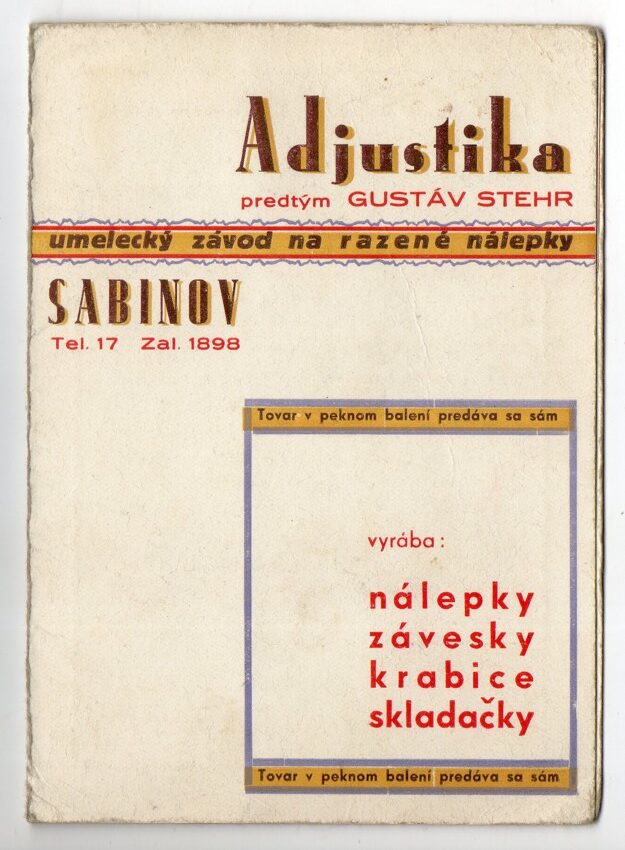 Adjustika
predtým GUSTÁV STEHR
umelecký závod na razené nálepky
SABINOV
Tel. 17 Zal. 1898
Tovar v peknom balení predáva sa sám
vyrába:
nálepky
závesky
krabice
skladačky
Tovar v peknom balení predáva sa sám